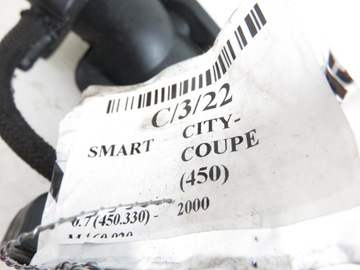 C/3/22
SMART CITY-
COUPE
(450)
0.7 (450.330) - 2000